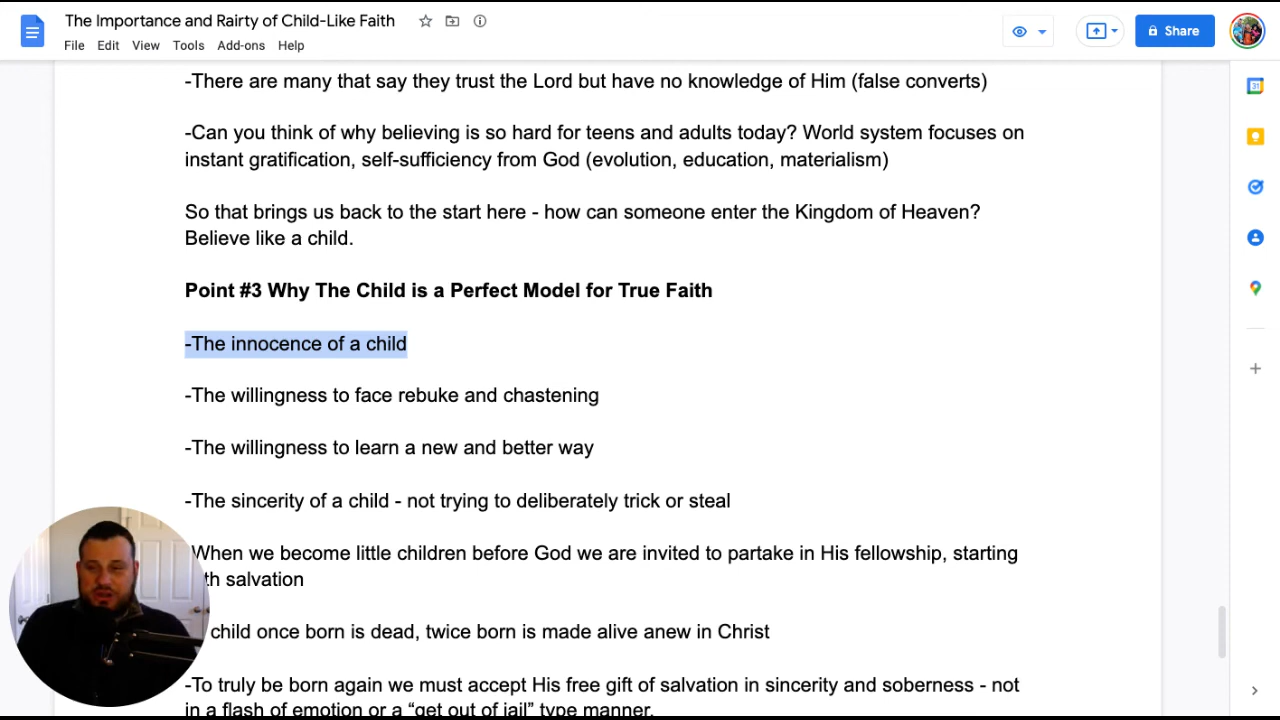 The Importance and Rairty of Child-Like Faith
File Edit View Tools Add-ons Help
Share
31
-There are many that say they trust the Lord but have no knowledge of Him (false converts)
-Can you think of why believing is so hard for teens and adults today? World system focuses on
instant gratification, self-sufficiency from God (evolution, education, materialism)
So that brings us back to the start here - how can someone enter the Kingdom of Heaven?
Believe like a child.
Point #3 Why The Child is a Perfect Model for True Faith
-The innocence of a child
-The willingness to face rebuke and chastening
-The willingness to learn a new and better way
-The sincerity of a child - not trying to deliberately trick or steal
When we become little children before God we are invited to partake in His fellowship, starting
th salvation
child once born is dead, twice born is made alive anew in Christ
-To truly be born again we must accept His free gift of salvation in sincerity and soberness - not
in a flash of emotion or a “get out of jail” type manner.